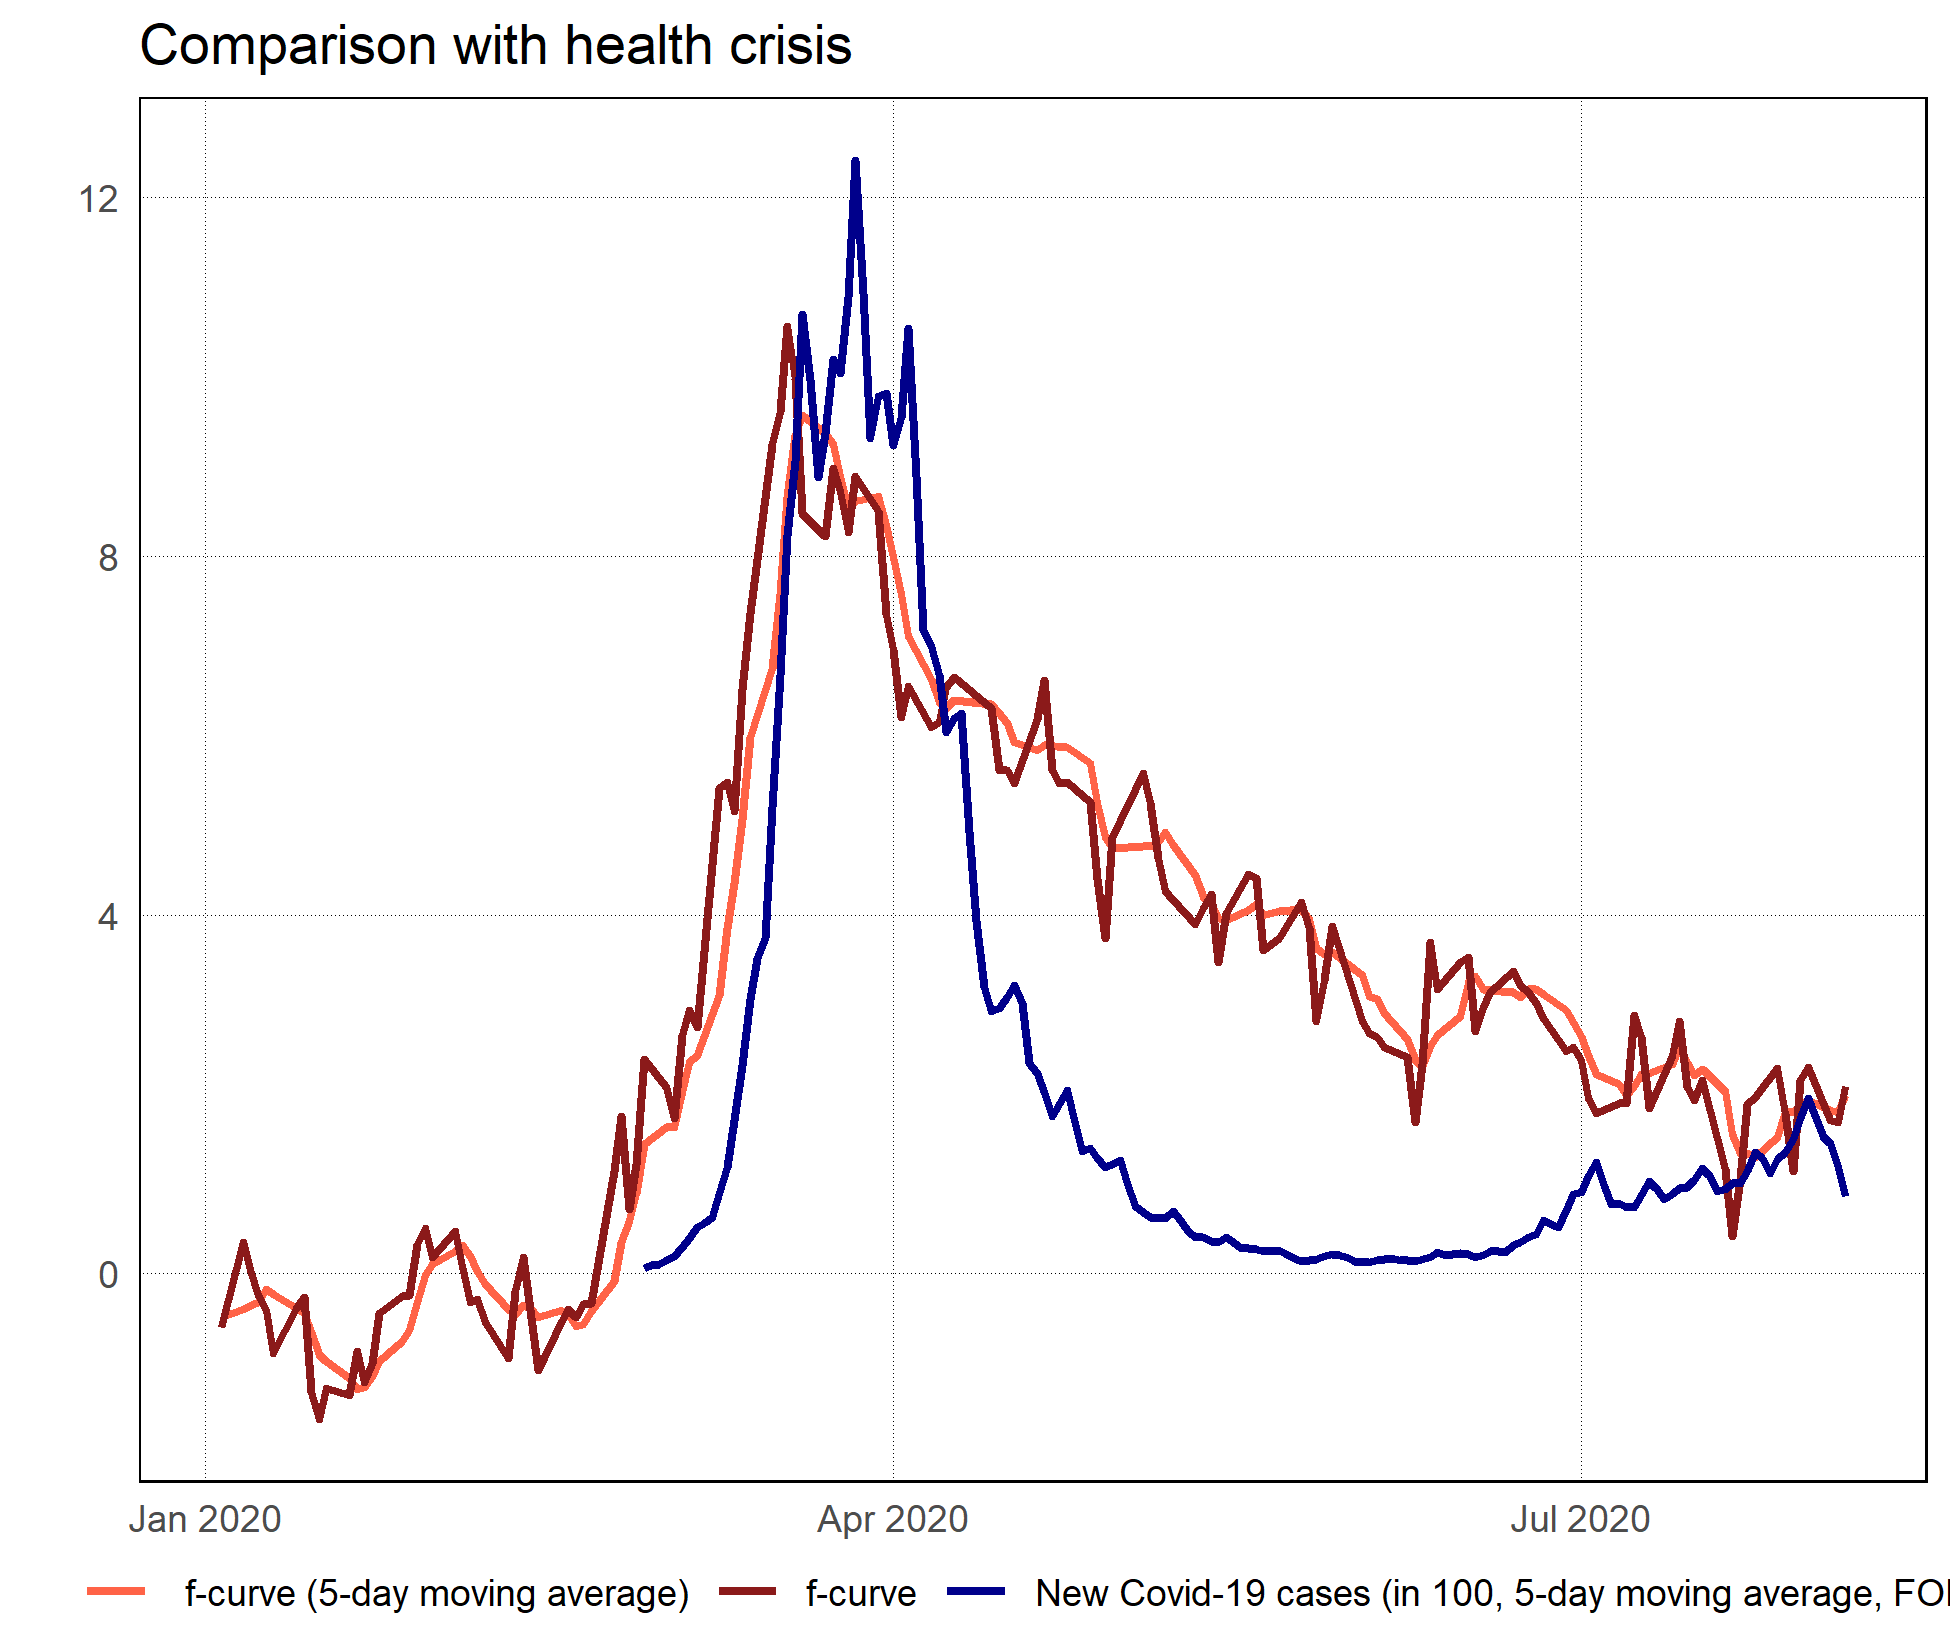 Comparison with health crisis
12
8
4
0
Jan 2020 Apr 2020 Jul 2020
f-curve (5-day moving average) f-curve New Covid-19 cases (in 100, 5-day moving average,